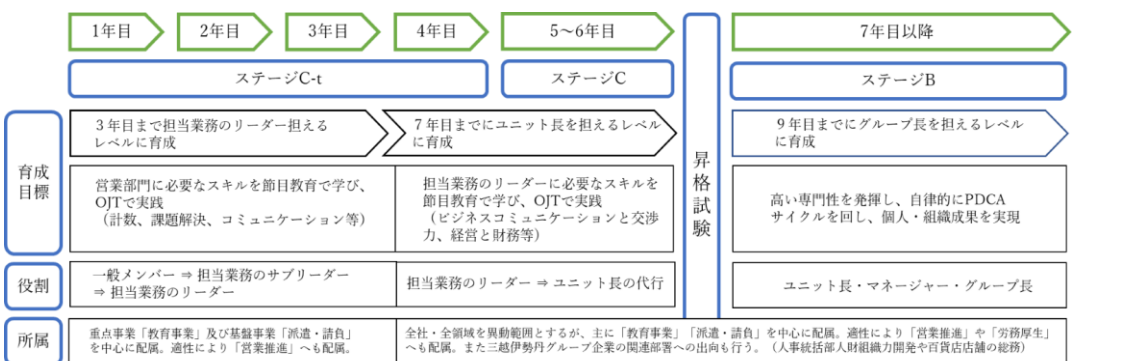 1年目
2年目
3年目
4年目
5～6年目
7年目以降
ステージC-t
ステージC
ステージB
昇格試験
育成
目標
3年目まで担当業務のリーダー担える
レベルに育成
7年目までにユニット長を担えるレベル
に育成
9年目までにグループ長を担えるレベル
に育成
営業部門に必要なスキルを節目教育で学び、
OJTで実践
（計数、課題解決、コミュニケーション等）
担当業務のリーダーに必要なスキルを
節目教育で学び、OJTで実践
（ビジネスコミュニケーションと交渉
力、経営と財務等）
高い専門性を発揮し、自律的にPDCA
サイクルを回し、個人・組織成果を実現
役割
一般メンバー ⇒ 担当業務のサブリーダー
⇒ 担当業務のリーダー
担当業務のリーダー ⇒ ユニット長の代行
ユニット長・マネージャー・グループ長
所属
重点事業「教育事業」及び基盤事業「派遣・請負」
を中心に配属。適性により「営業推進」へも配属。
全社・全領域を異動範囲とするが、主に「教育事業」「派遣・請負」を中心に配属。適性により「営業推進」や「労務厚生」
へも配属。また三越伊勢丹グループ企業の関連部署への出向も行う。（人事統括部人財組織力開発や百貨店店舗の総務）